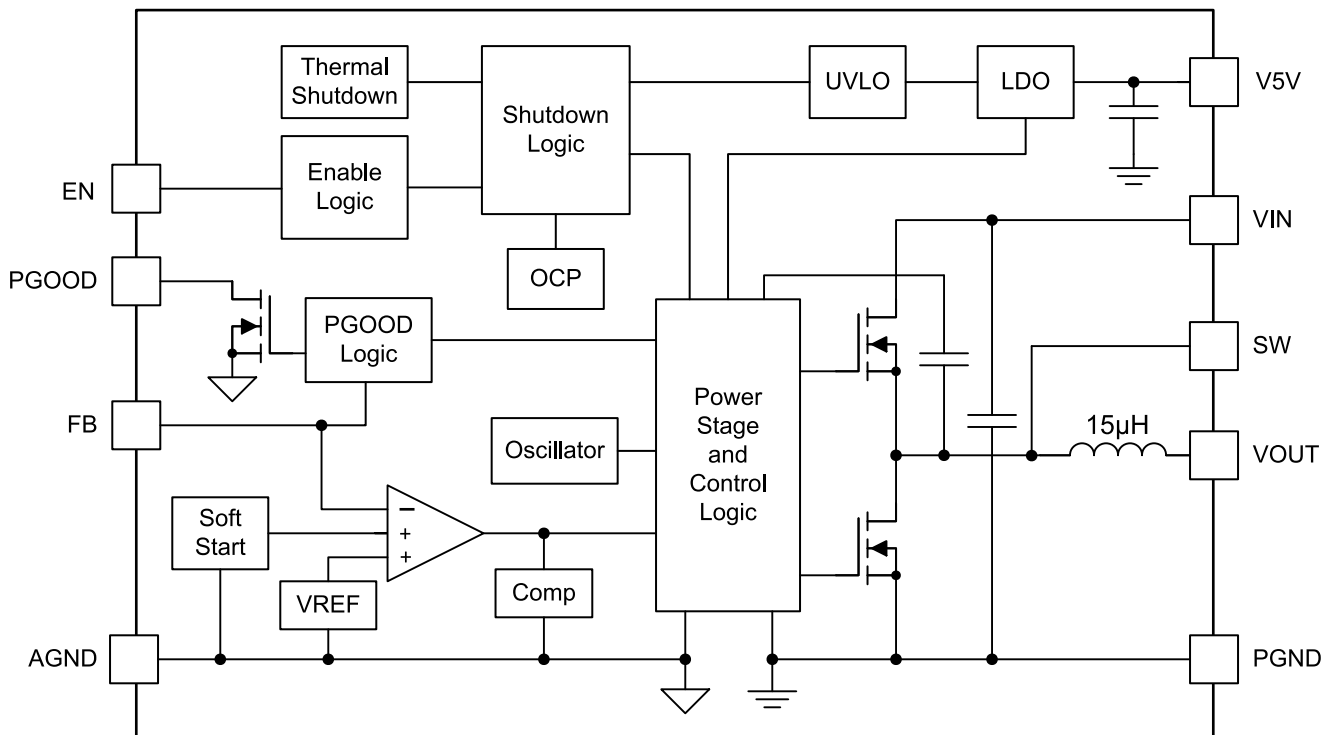 Thermal
Shutdown
Shutdown
Logic
UVLO
LDO
V5V
EN
Enable
Logic
VIN
PGOOD
OCP
PGOOD
Logic
SW
FB
Oscillator
Power
Stage
and
Control
Logic
15µH
VOUT
Soft
Start
−
+
+
VREF
Comp
AGND
PGND